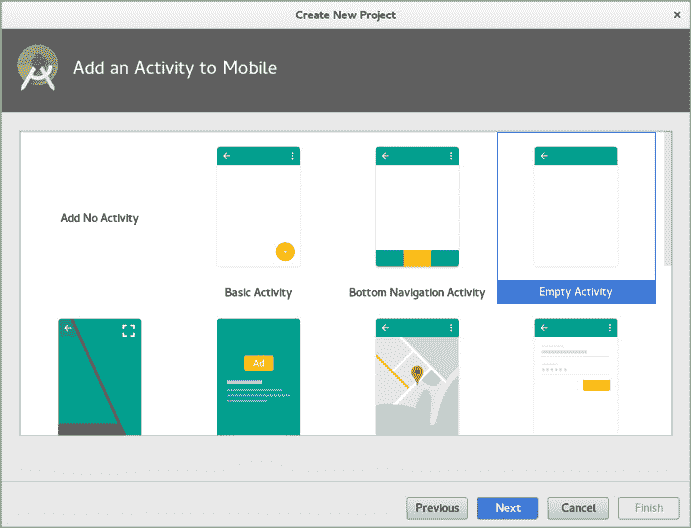 Create New Project
Add an Activity to Mobile
Add No Activity
Basic Activity
Bottom Navigation Activity
Empty Activity
Ad
Previous
Next
Cancel
Finish